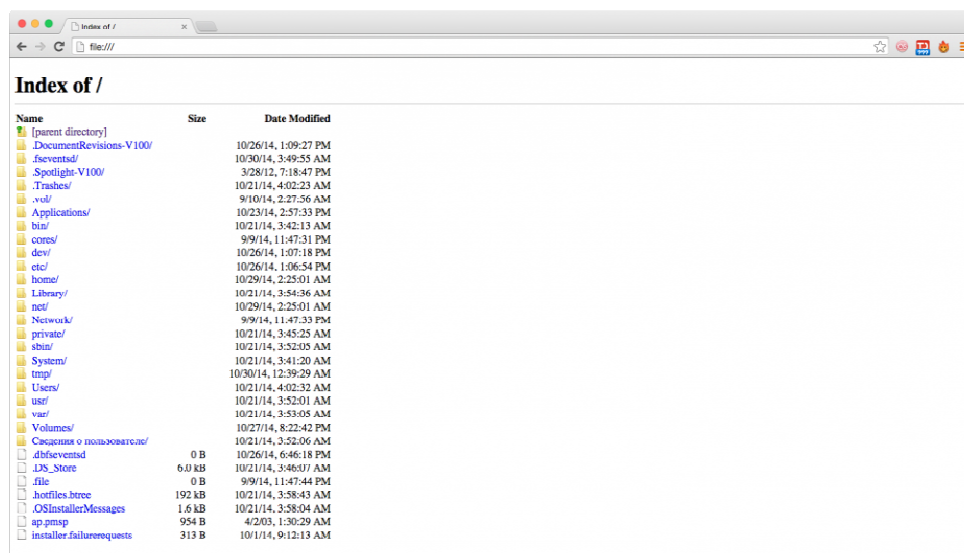 Index of /
file:///
Index of /
Name Size Date Modified
[parent directory]
.DocumentRevisions-V100/ 10/26/14, 1:09:27 PM
.fseventsd/ 10/30/14, 3:49:55 AM
.Spotlight-V100/ 3/28/12, 7:18:47 PM
.Trashes/ 10/21/14, 4:02:23 AM
.vol/ 9/10/14, 2:27:56 AM
Applications/ 10/23/14, 2:57:33 PM
bin/ 10/21/14, 3:42:13 AM
cores/ 9/9/14, 11:47:31 PM
dev/ 10/26/14, 1:07:18 PM
etc/ 10/26/14, 1:06:54 PM
home/ 10/29/14, 2:25:01 AM
Library/ 10/21/14, 3:54:36 AM
net/ 10/29/14, 2:25:01 AM
Network/ 9/9/14, 11:47:33 PM
private/ 10/21/14, 3:45:25 AM
sbin/ 10/21/14, 3:52:05 AM
System/ 10/21/14, 3:41:20 AM
tmp/ 10/30/14, 12:39:29 AM
Users/ 10/21/14, 4:02:32 AM
usr/ 10/21/14, 3:52:01 AM
var/ 10/21/14, 3:53:05 AM
Volumes/ 10/27/14, 8:22:42 PM
Сведения о пользователе/ 10/21/14, 3:52:06 AM
.dbfseventsd 0 B 10/26/14, 6:46:18 PM
.DS_Store 6.0 kB 10/21/14, 3:46:07 AM
.file 0 B 9/9/14, 11:47:44 PM
.hotfiles.btree 192 kB 10/21/14, 3:58:43 AM
.OSInstallerMessages 1.6 kB 10/21/14, 3:58:04 AM
ap.pmsp 954 B 4/2/03, 1:30:29 AM
installer.failurerequests 313 B 10/1/14, 9:12:13 AM